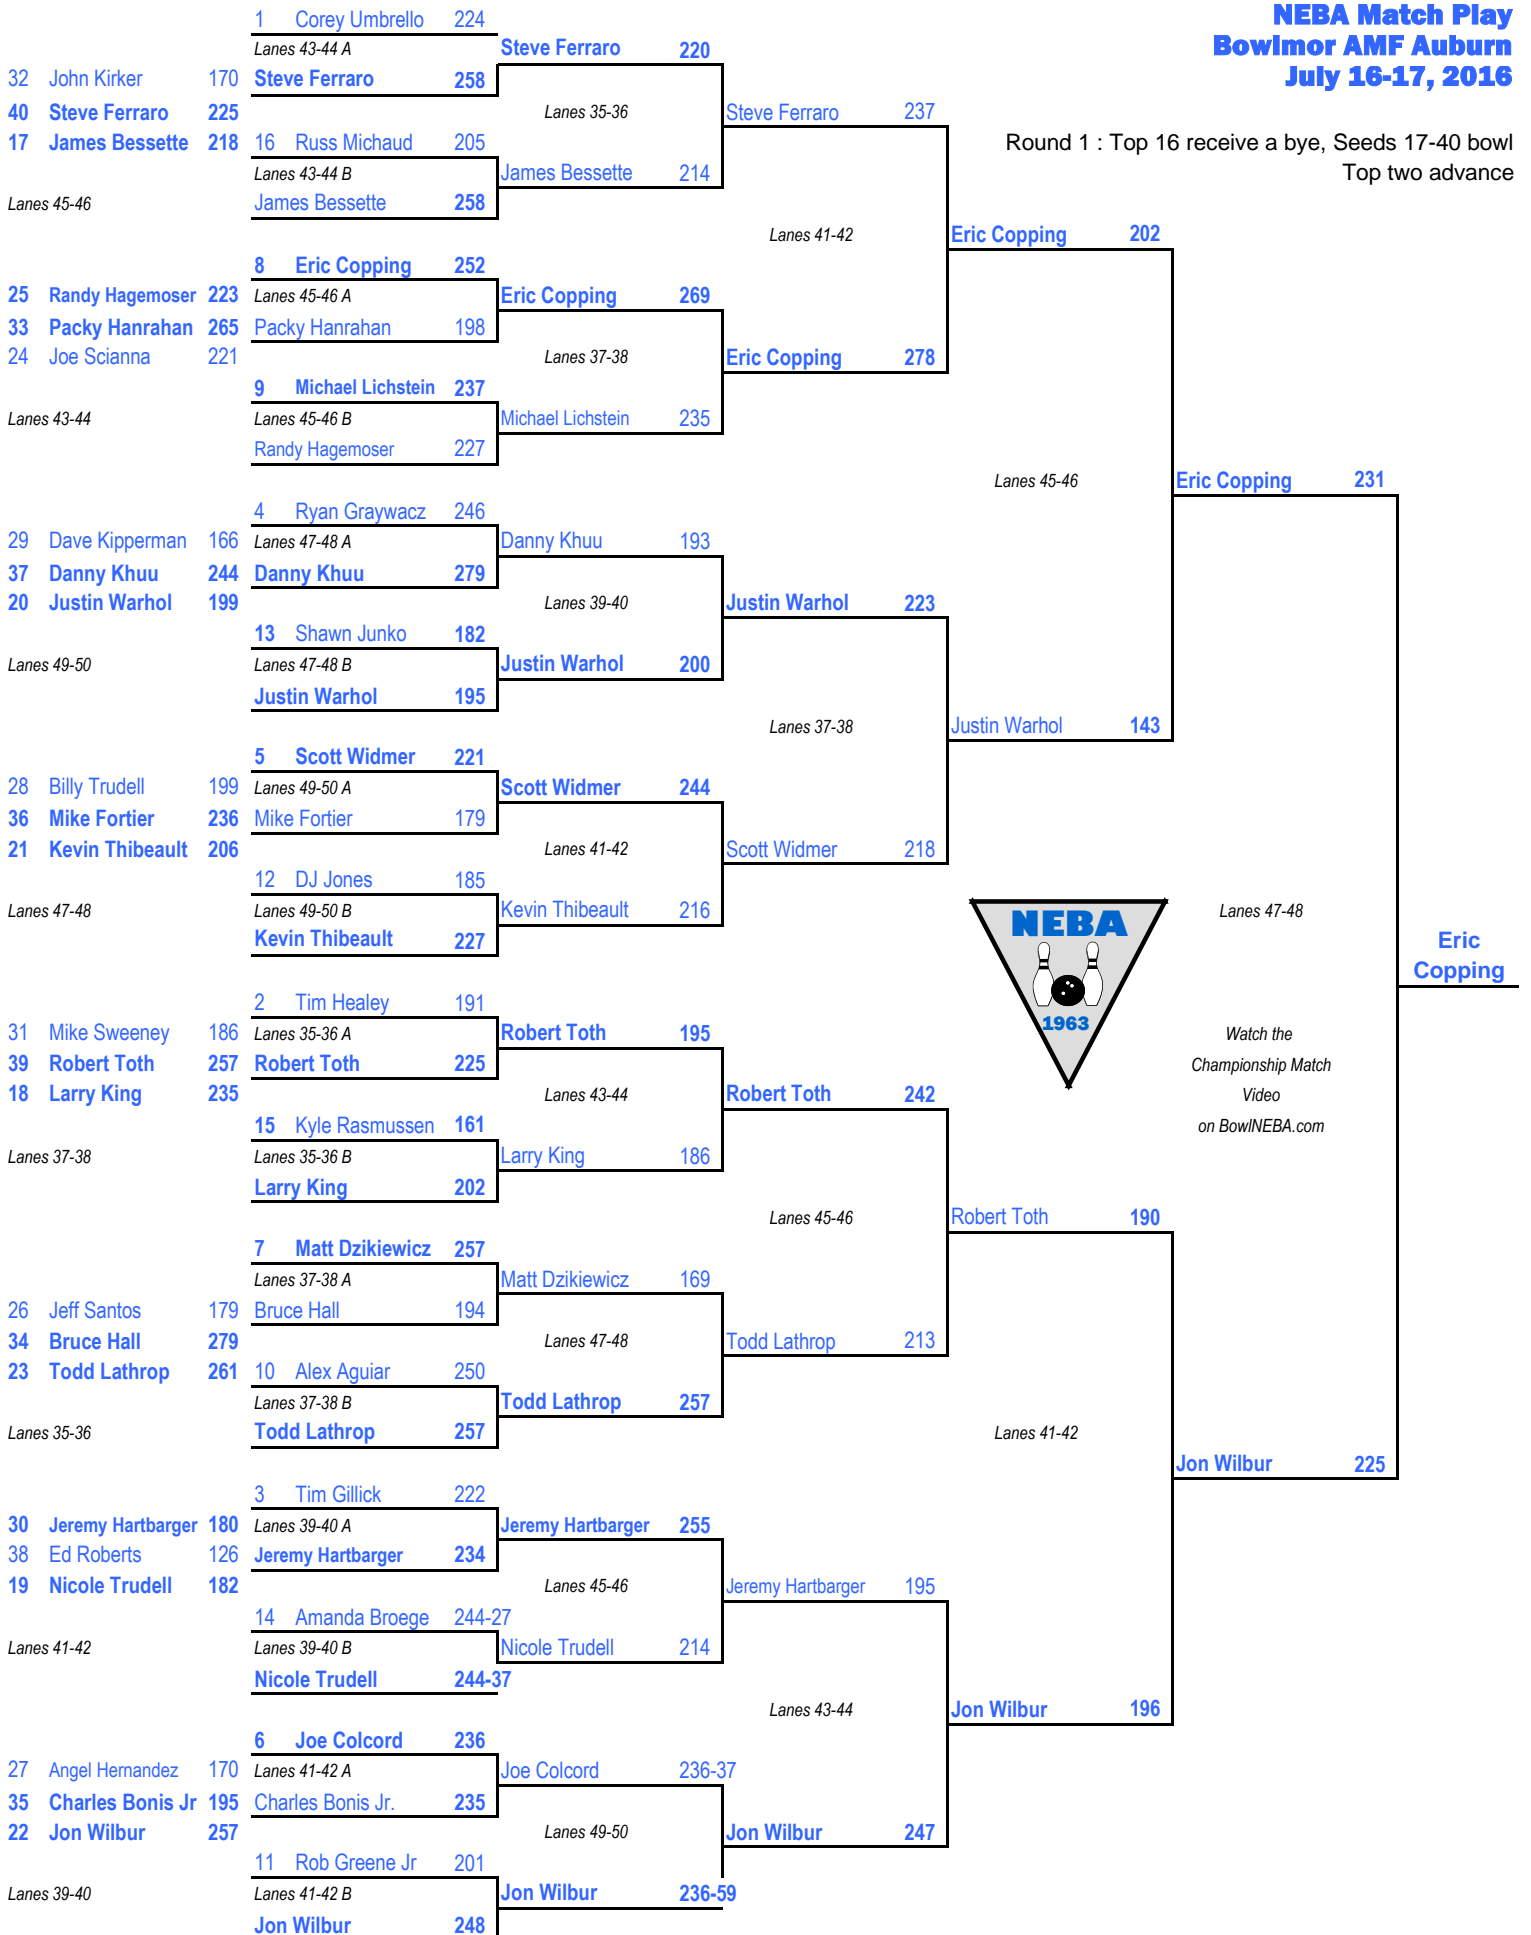 NEBA Match Play
Bowlmor AMF Auburn
July 16-17, 2016
Round 1 : Top 16 receive a bye, Seeds 17-40 bowl
Top two advance
32 John Kirker 170
40 Steve Ferraro 225
17 James Bessette 218
Lanes 45-46
25 Randy Hagemoser 223
33 Packy Hanrahan 265
24 Joe Scianna 221
Lanes 43-44
29 Dave Kipperman 166
37 Danny Khuu 244
20 Justin Warhol 199
Lanes 49-50
28 Billy Trudell 199
36 Mike Fortier 236
21 Kevin Thibeault 206
Lanes 47-48
31 Mike Sweeney 186
39 Robert Toth 257
18 Larry King 235
Lanes 37-38
26 Jeff Santos 179
34 Bruce Hall 279
23 Todd Lathrop 261
Lanes 35-36
30 Jeremy Hartbarger 180
38 Ed Roberts 126
19 Nicole Trudell 182
Lanes 41-42
27 Angel Hernandez 170
35 Charles Bonis Jr 195
22 Jon Wilbur 257
Lanes 39-40
1 Corey Umbrello 224
Lanes 43-44 A
Steve Ferraro 258
16 Russ Michaud 205
Lanes 43-44 B
James Bessette 258
8 Eric Copping 252
Lanes 45-46 A
Packy Hanrahan 198
9 Michael Lichstein 237
Lanes 45-46 B
Randy Hagemoser 227
4 Ryan Graywacz 246
Lanes 47-48 A
Danny Khuu 279
13 Shawn Junko 182
Lanes 47-48 B
Justin Warhol 195
5 Scott Widmer 221
Lanes 49-50 A
Mike Fortier 179
12 DJ Jones 185
Lanes 49-50 B
Kevin Thibeault 227
2 Tim Healey 191
Lanes 35-36 A
Robert Toth 225
15 Kyle Rasmussen 161
Lanes 35-36 B
Larry King 202
7 Matt Dzikiewicz 257
Lanes 37-38 A
Bruce Hall 194
10 Alex Aguiar 250
Lanes 37-38 B
Todd Lathrop 257
3 Tim Gillick 222
Lanes 39-40 A
Jeremy Hartbarger 234
14 Amanda Broege 244-27
Lanes 39-40 B
Nicole Trudell 244-37
6 Joe Colcord 236
Lanes 41-42 A
Charles Bonis Jr. 235
11 Rob Greene Jr 201
Lanes 41-42 B
Jon Wilbur 248
Steve Ferraro 220
Lanes 35-36
James Bessette 214
Eric Copping 269
Lanes 37-38
Michael Lichstein 235
Danny Khuu 193
Lanes 39-40
Justin Warhol 200
Scott Widmer 244
Lanes 41-42
Kevin Thibeault 216
Robert Toth 195
Lanes 43-44
Larry King 186
Matt Dzikiewicz 169
Lanes 47-48
Todd Lathrop 257
Jeremy Hartbarger 255
Lanes 45-46
Nicole Trudell 214
Joe Colcord 236-37
Lanes 49-50
Jon Wilbur 236-59
Steve Ferraro 237
Lanes 41-42
Eric Copping 278
Justin Warhol 223
Lanes 37-38
Scott Widmer 218
Robert Toth 242
Lanes 45-46
Todd Lathrop 213
Jeremy Hartbarger 195
Lanes 43-44
Jon Wilbur 247
Eric Copping 202
Lanes 45-46
Justin Warhol 143
Robert Toth 190
Lanes 41-42
Jon Wilbur 196
Eric Copping 231
Lanes 47-48
Jon Wilbur 225
Eric
Copping
NEBA
1963
Watch the
Championship Match
Video
on BowlNEBA.com